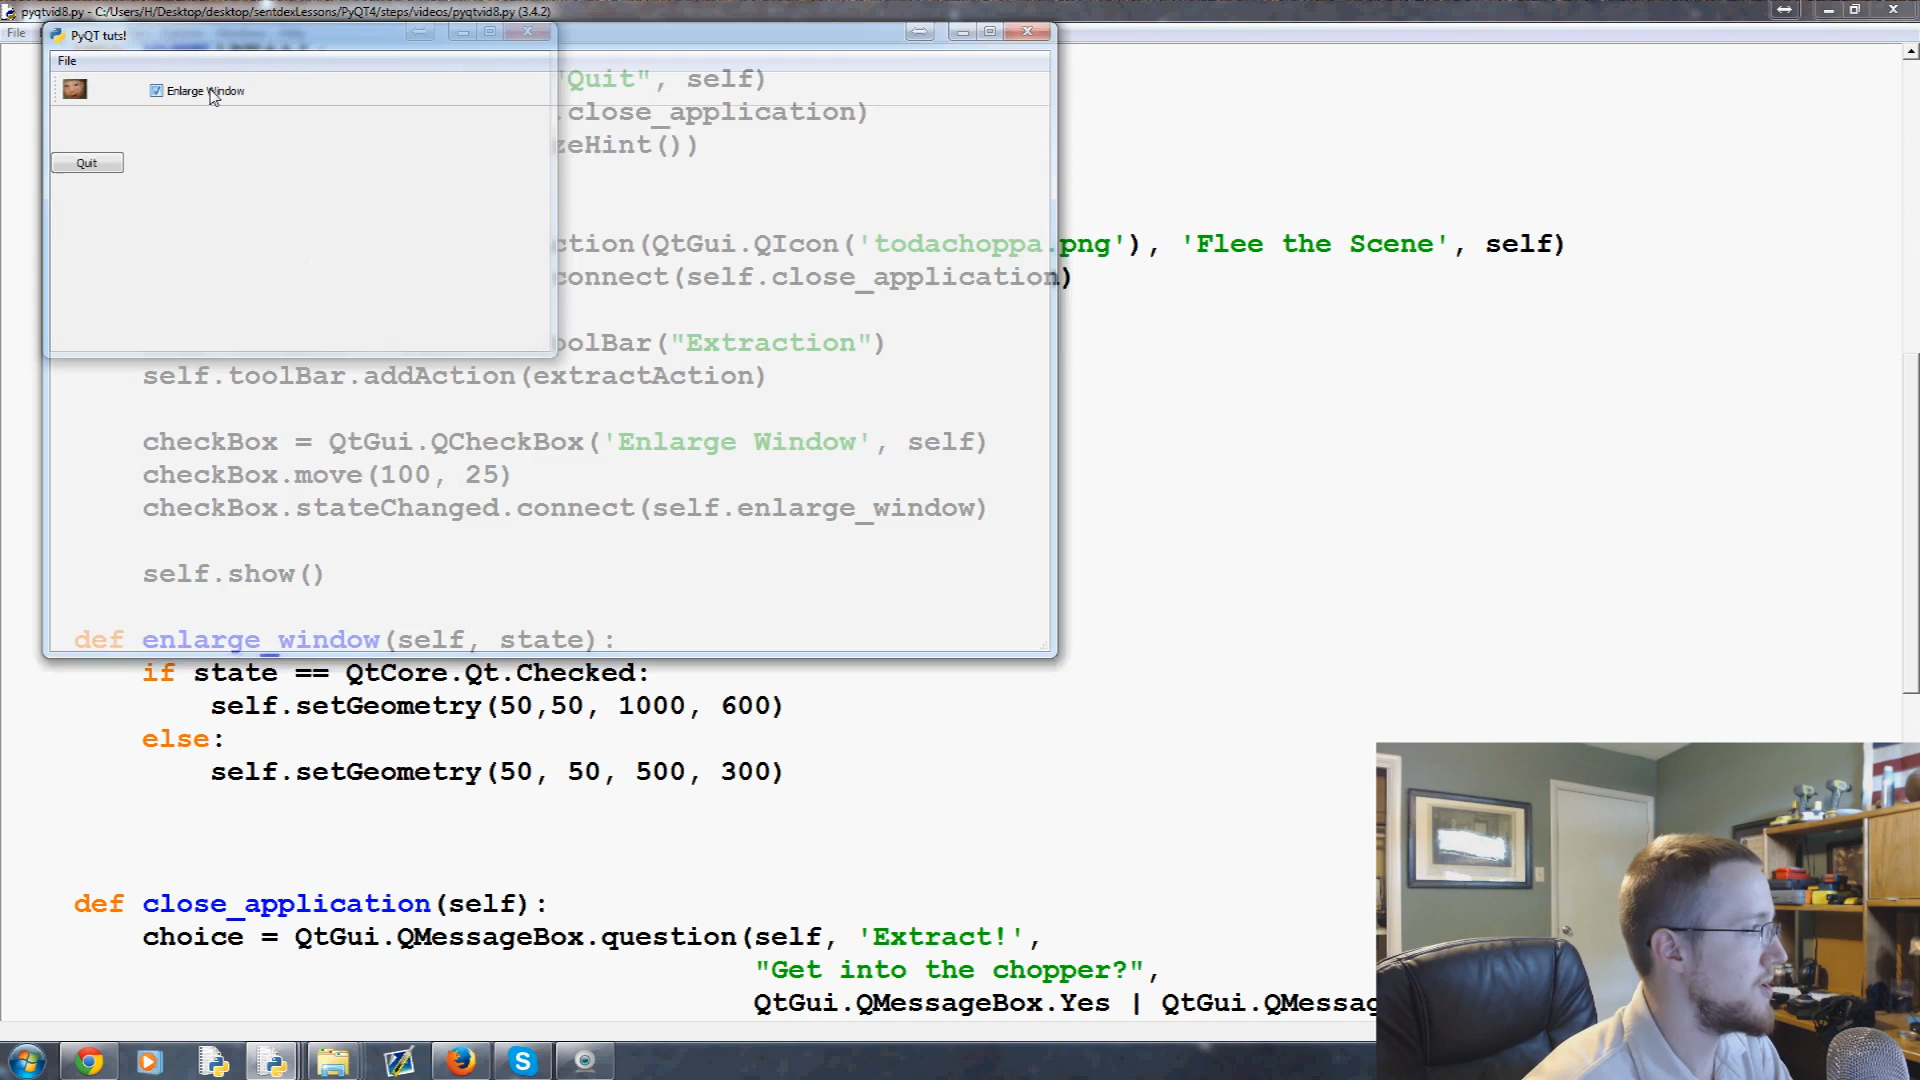 pyqtvid8.py - C:/Users/H/Desktop/desktop/sentdexLessons/PyQT4/steps/videos/pyqtvid8.py (3.4.2)
File
PyQT tuts!
File
Enlarge Window
Quit
"Quit", self)
.close_application)
zeHint())
ction(QtGui.QIcon('todachoppa.png'), 'Flee the Scene', self)
connect(self.close_application)
oolBar("Extraction")
self.toolBar.addAction(extractAction)
checkBox = QtGui.QCheckBox('Enlarge Window', self)
checkBox.move(100, 25)
checkBox.stateChanged.connect(self.enlarge_window)
self.show()
def enlarge_window(self, state):
if state == QtCore.Qt.Checked:
self.setGeometry(50,50, 1000, 600)
else:
self.setGeometry(50, 50, 500, 300)
def close_application(self):
choice = QtGui.QMessageBox.question(self, 'Extract!',
"Get into the chopper?",
QtGui.QMessageBox.Yes | QtGui.QMessag